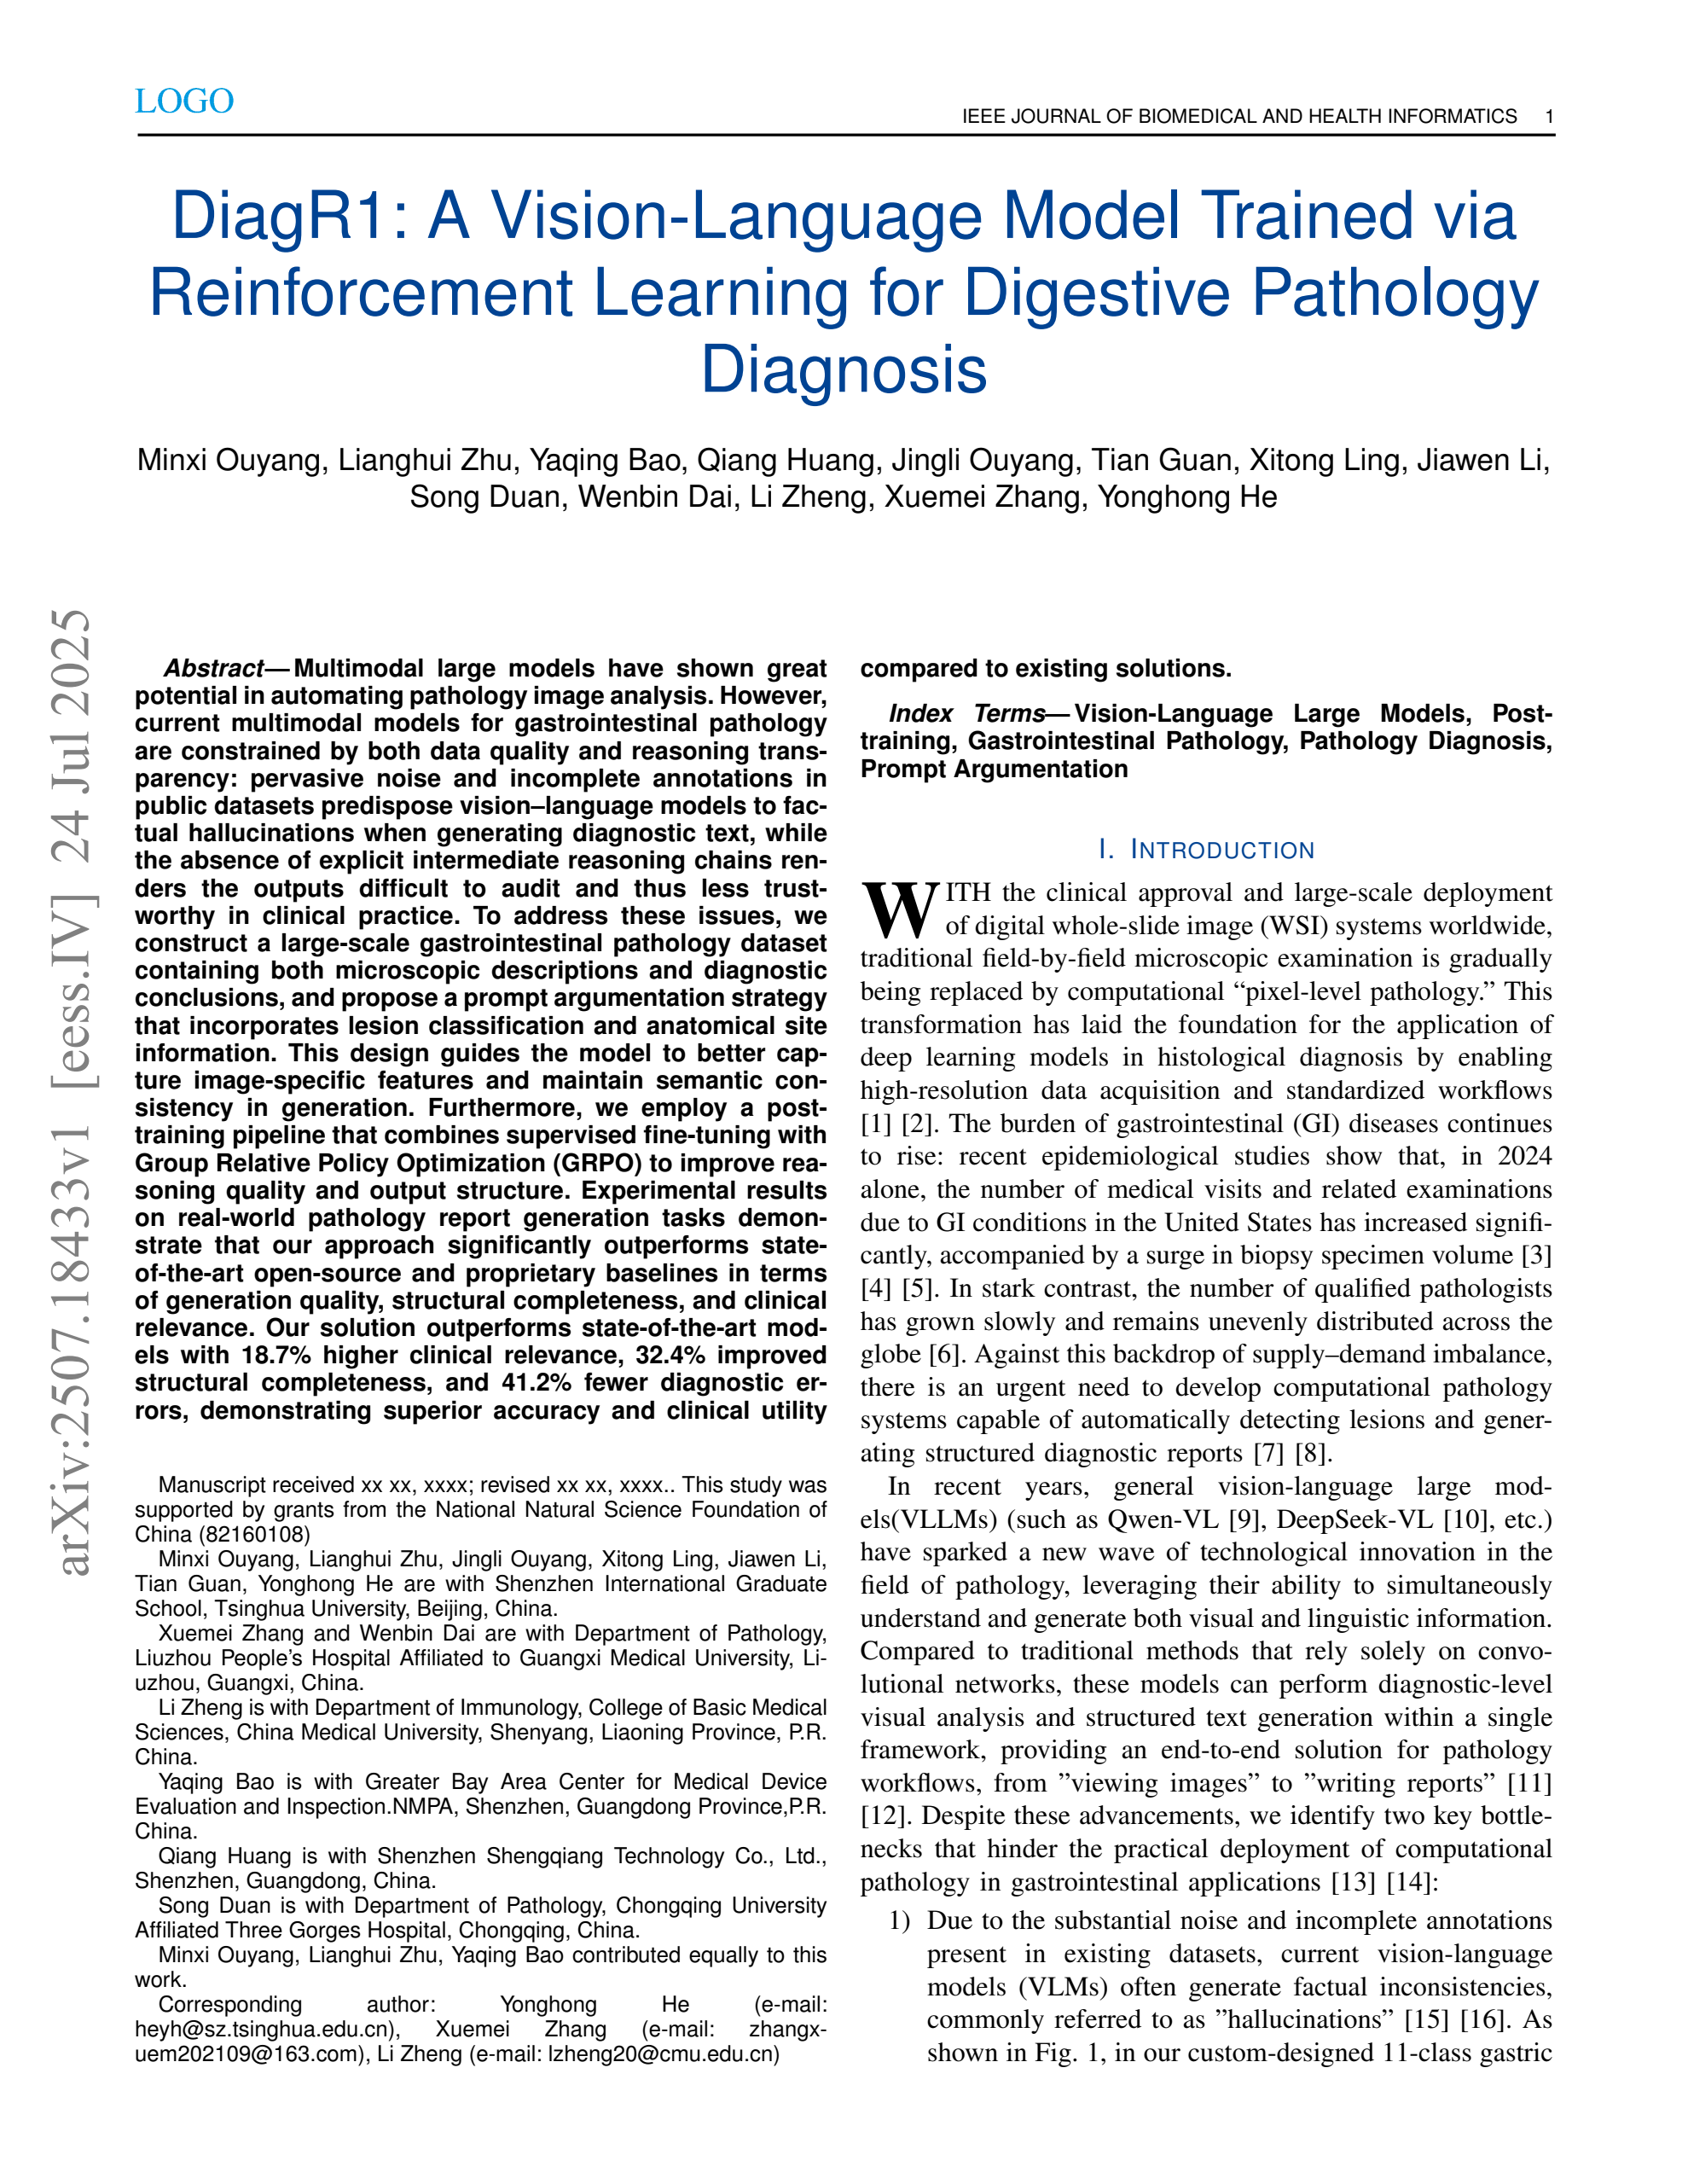 LOGO
IEEE JOURNAL OF BIOMEDICAL AND HEALTH INFORMATICS 1
DiagR1: A Vision-Language Model Trained via
Reinforcement Learning for Digestive Pathology
Diagnosis
Minxi Ouyang, Lianghui Zhu, Yaqing Bao, Qiang Huang, Jingli Ouyang, Tian Guan, Xitong Ling, Jiawen Li,
Song Duan, Wenbin Dai, Li Zheng, Xuemei Zhang, Yonghong He
arXiv:2507.18433v1 [eess.IV] 24 Jul 2025
Abstract— Multimodal large models have shown great
potential in automating pathology image analysis. However,
current multimodal models for gastrointestinal pathology
are constrained by both data quality and reasoning trans-
parency: pervasive noise and incomplete annotations in
public datasets predispose vision–language models to fac-
tual hallucinations when generating diagnostic text, while
the absence of explicit intermediate reasoning chains ren-
ders the outputs difficult to audit and thus less trust-
worthy in clinical practice. To address these issues, we
construct a large-scale gastrointestinal pathology dataset
containing both microscopic descriptions and diagnostic
conclusions, and propose a prompt argumentation strategy
that incorporates lesion classification and anatomical site
information. This design guides the model to better cap-
ture image-specific features and maintain semantic con-
sistency in generation. Furthermore, we employ a post-
training pipeline that combines supervised fine-tuning with
Group Relative Policy Optimization (GRPO) to improve rea-
soning quality and output structure. Experimental results
on real-world pathology report generation tasks demon-
strate that our approach significantly outperforms state-
of-the-art open-source and proprietary baselines in terms
of generation quality, structural completeness, and clinical
relevance. Our solution outperforms state-of-the-art mod-
els with 18.7% higher clinical relevance, 32.4% improved
structural completeness, and 41.2% fewer diagnostic er-
rors, demonstrating superior accuracy and clinical utility
Manuscript received xx xx, xxxx; revised xx xx, xxxx.. This study was
supported by grants from the National Natural Science Foundation of
China (82160108)
Minxi Ouyang, Lianghui Zhu, Jingli Ouyang, Xitong Ling, Jiawen Li,
Tian Guan, Yonghong He are with Shenzhen International Graduate
School, Tsinghua University, Beijing, China.
Xuemei Zhang and Wenbin Dai are with Department of Pathology,
Liuzhou People's Hospital Affiliated to Guangxi Medical University, Li-
uzhou, Guangxi, China.
Li Zheng is with Department of Immunology, College of Basic Medical
Sciences, China Medical University, Shenyang, Liaoning Province, P.R.
China.
Yaqing Bao is with Greater Bay Area Center for Medical Device
Evaluation and Inspection.NMPA, Shenzhen, Guangdong Province,P.R.
China.
Qiang Huang is with Shenzhen Shengqiang Technology Co., Ltd.,
Shenzhen, Guangdong, China.
Song Duan is with Department of Pathology, Chongqing University
Affiliated Three Gorges Hospital, Chongqing, China.
Minxi Ouyang, Lianghui Zhu, Yaqing Bao contributed equally to this
work.
Corresponding author: Yonghong He (e-mail:
heyh@sz.tsinghua.edu.cn), Xuemei Zhang (e-mail: zhangx-
uem202109@163.com), Li Zheng (e-mail: lzheng20@cmu.edu.cn)
compared to existing solutions.
Index Terms— Vision-Language Large Models, Post-
training, Gastrointestinal Pathology, Pathology Diagnosis,
Prompt Argumentation
I. INTRODUCTION
WITH the clinical approval and large-scale deployment
of digital whole-slide image (WSI) systems worldwide,
traditional field-by-field microscopic examination is gradually
being replaced by computational “pixel-level pathology.” This
transformation has laid the foundation for the application of
deep learning models in histological diagnosis by enabling
high-resolution data acquisition and standardized workflows
[1] [2]. The burden of gastrointestinal (GI) diseases continues
to rise: recent epidemiological studies show that, in 2024
alone, the number of medical visits and related examinations
due to GI conditions in the United States has increased signifi-
cantly, accompanied by a surge in biopsy specimen volume [3]
[4] [5]. In stark contrast, the number of qualified pathologists
has grown slowly and remains unevenly distributed across the
globe [6]. Against this backdrop of supply–demand imbalance,
there is an urgent need to develop computational pathology
systems capable of automatically detecting lesions and gener-
ating structured diagnostic reports [7] [8].
In recent years, general vision-language large mod-
els(VLLMs) (such as Qwen-VL [9], DeepSeek-VL [10], etc.)
have sparked a new wave of technological innovation in the
field of pathology, leveraging their ability to simultaneously
understand and generate both visual and linguistic information.
Compared to traditional methods that rely solely on convo-
lutional networks, these models can perform diagnostic-level
visual analysis and structured text generation within a single
framework, providing an end-to-end solution for pathology
workflows, from ”viewing images” to ”writing reports” [11]
[12]. Despite these advancements, we identify two key bottle-
necks that hinder the practical deployment of computational
pathology in gastrointestinal applications [13] [14]:
1) Due to the substantial noise and incomplete annotations
present in existing datasets, current vision-language
models (VLMs) often generate factual inconsistencies,
commonly referred to as ”hallucinations” [15] [16]. As
shown in Fig. 1, in our custom-designed 11-class gastric